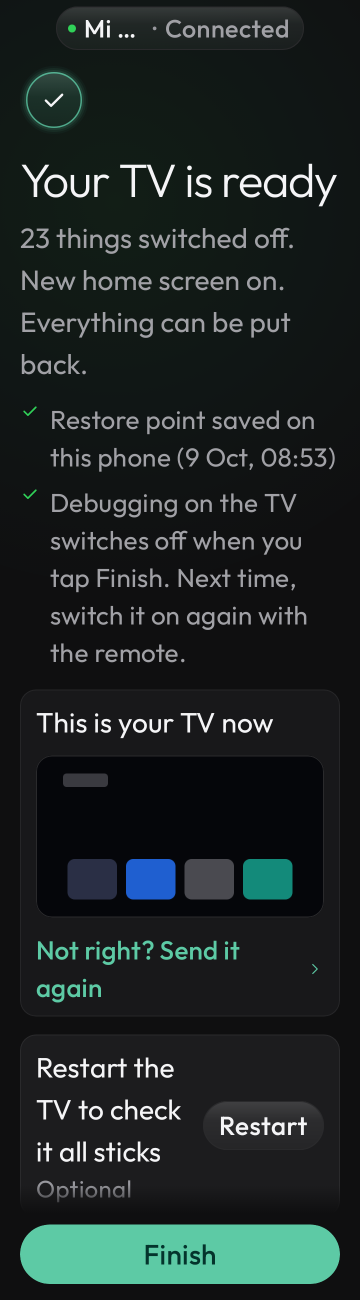 Mi ... · Connected
Your TV is ready
23 things switched off.
New home screen on.
Everything can be put
back.
Restore point saved on
this phone (9 Oct, 08:53)
Debugging on the TV
switches off when you
tap Finish. Next time,
switch it on again with
the remote.
This is your TV now
Not right? Send it
again
Restart the
TV to check
it all sticks
Optional
Restart
Finish